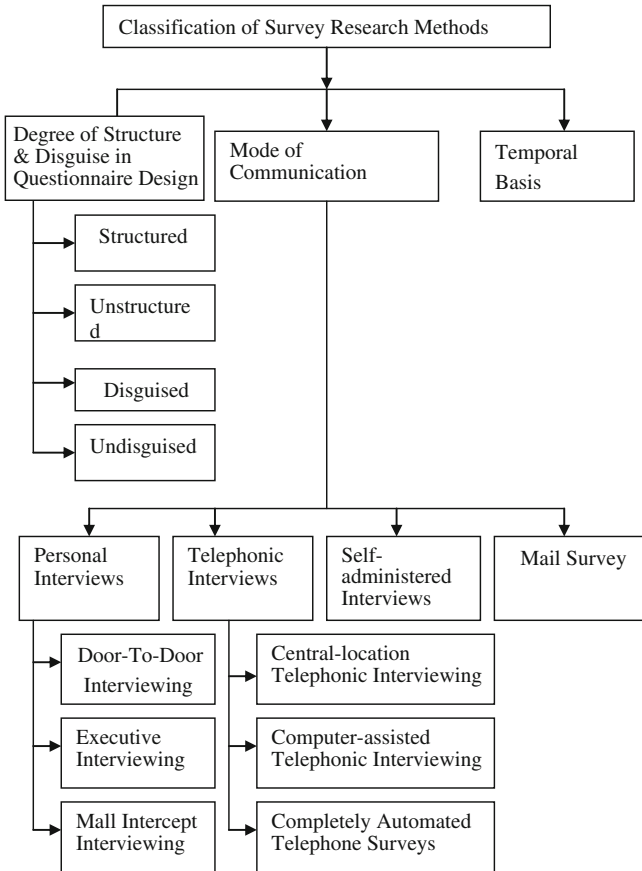 Classification of Survey Research Methods
Degree of Structure
& Disguise in
Questionnaire Design
Mode of
Communication
Temporal
Basis
Structured
Unstructure
d
Disguised
Undisguised
Personal
Interviews
Telephonic
Interviews
Self-
administered
Interviews
Mail Survey
Door-To-Door
Interviewing
Executive
Interviewing
Mall Intercept
Interviewing
Central-location
Telephonic Interviewing
Computer-assisted
Telephonic Interviewing
Completely Automated
Telephone Surveys